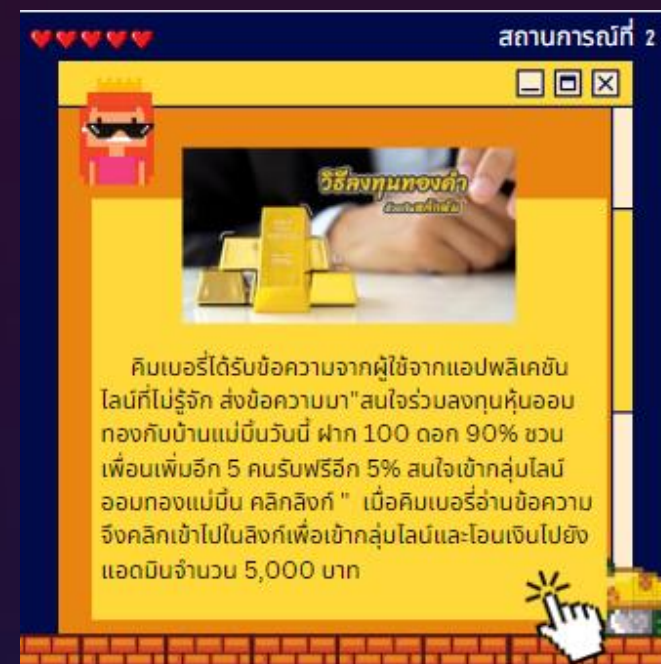 สถานการณ์ที่ 2
วิธีลงทุนทองคำ
คิมเบอรี่ได้รับข้อความจากผู้ใช้จากแอปพลิเคชัน
ไลน์ที่ไม่รู้จัก ส่งข้อความมา"สนใจร่วมลงทุนหุ้นออม
ทองกับบ้านแม่มิ้นวันนี้ ฝาก 100 ดอก 90% ชวน
เพื่อนเพิ่มอีก 5 คนรับฟรีอีก 5% สนใจเข้ากลุ่มไลน์
ออมทองแม่มิ้น คลิกลิงก์ " เมื่อคิมเบอรี่อ่านข้อความ
จึงคลิกเข้าไปในลิงก์เพื่อเข้ากลุ่มไลน์และโอนเงินไปยัง
แอดมินจำนวน 5,000 บาท